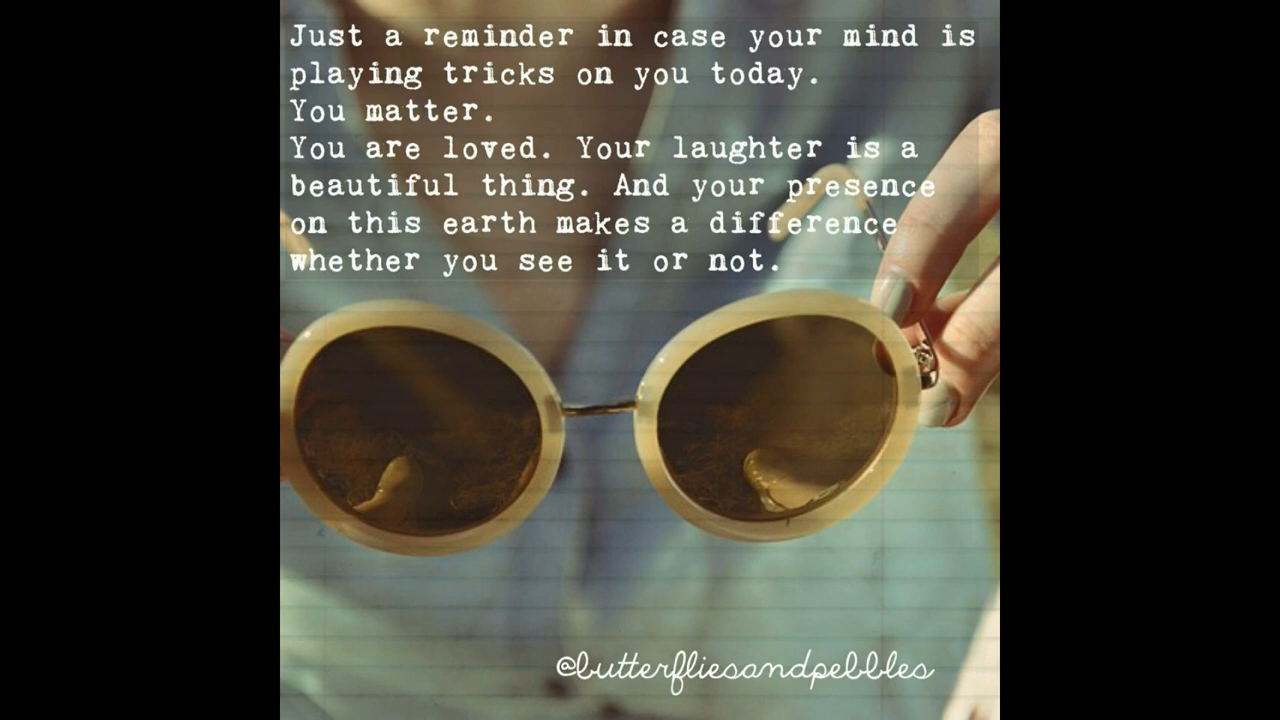 Just a reminder in case your mind is
playing tricks on you today.
You matter.
You are loved. Your laughter is a
beautiful thing. And your presence
on this earth makes a difference
whether you see it or not.
@butterfliesandpebbles